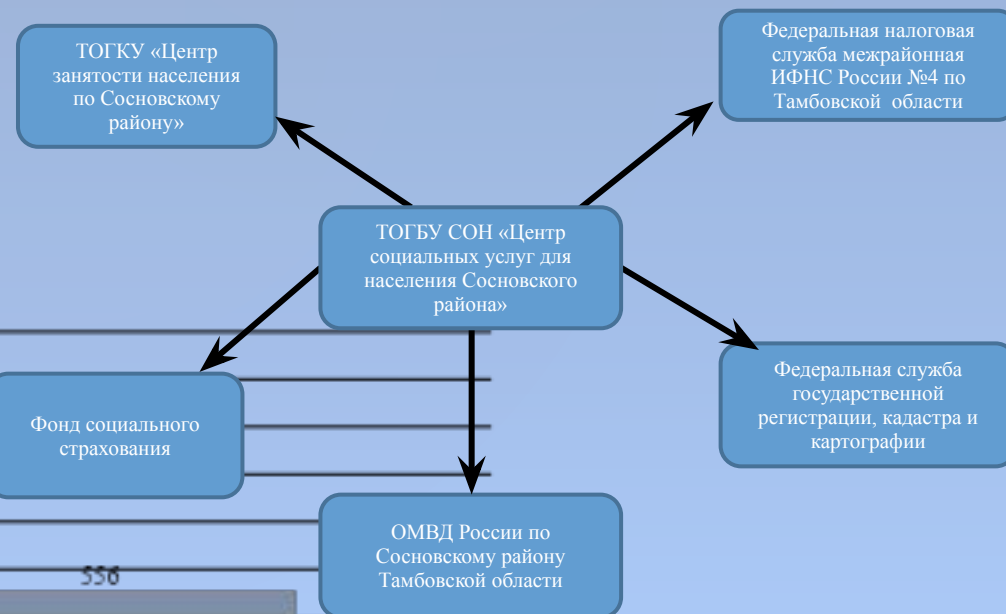 ТОГКУ «Центр
занятости населения
по Сосновскому
району»
Федеральная налоговая
служба межрайонная
ИФНС России №4 по
Тамбовской области
ТОГБУ СОН «Центр
социальных услуг для
населения Сосновского
района»
Фонд социального
страхования
Федеральная служба
государственной
регистрации, кадастра и
картографии
ОМВД России по
Сосновскому району
Тамбовской области
556